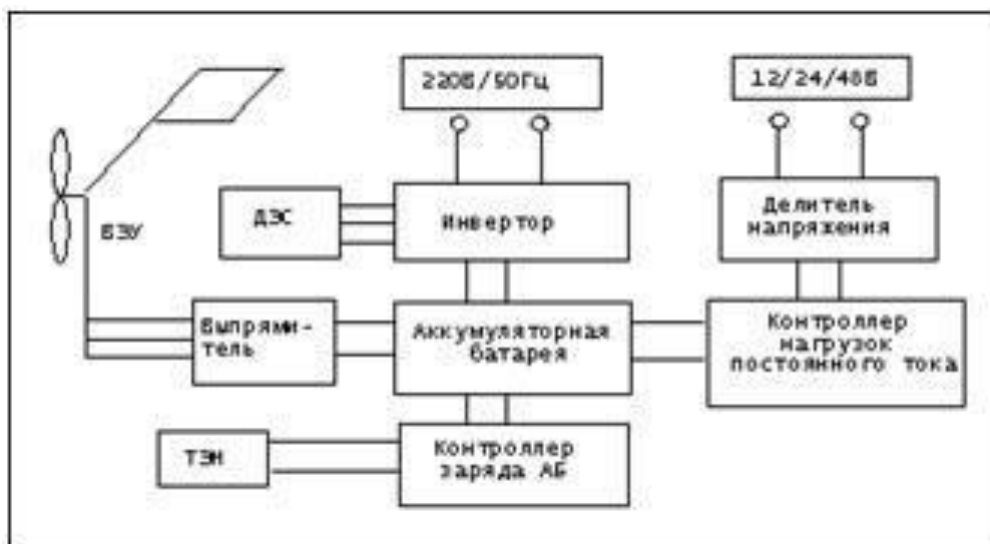 220В/50Гц
12/24/48В
ДЭС
Инвертор
Делитель
напряжения
ВЭУ
Выпрями-
тель
Аккумуляторная
батарея
Контроллер
нагрузок
постоянного тока
ТЭН
Контроллер
заряда АБ